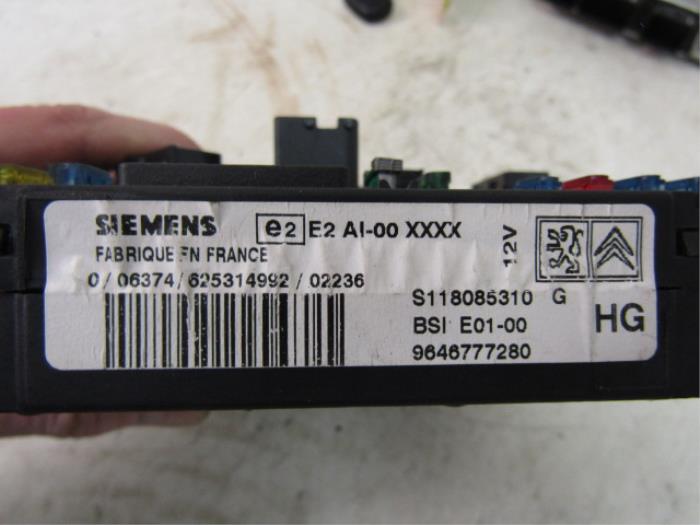 SIEMENS e2 E2 AI-00 XXXX
FABRIQUE EN FRANCE
12V
0/06374/625314992/02236
S118085310 G
BSI E01-00
HG
9646777280